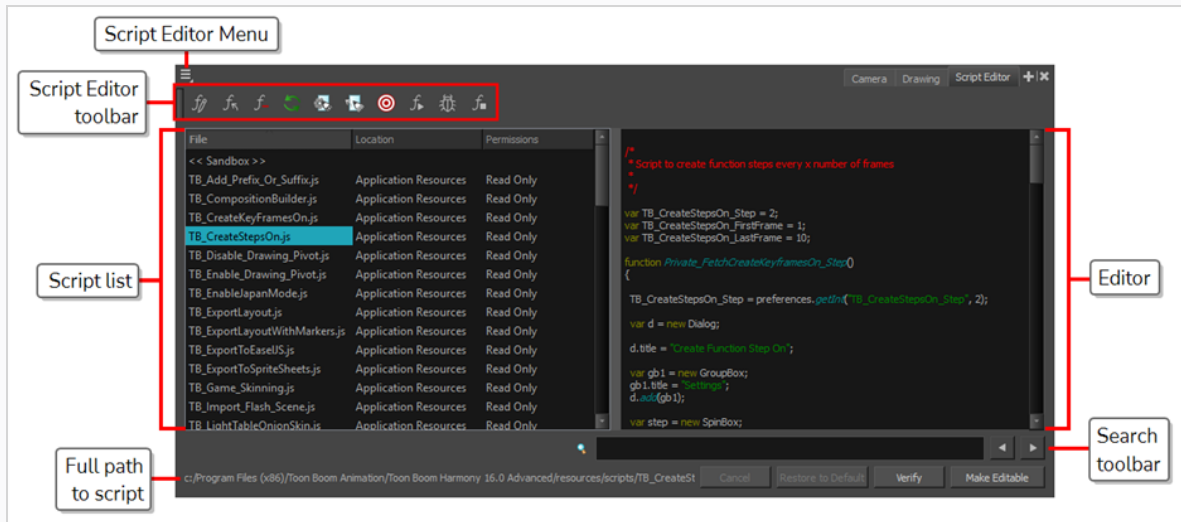 Script Editor Menu
Script Editor
toolbar
Camera Drawing Script Editor
File Location Permissions
<< Sandbox >>
TB_Add_Prefix_Or_Suffix.js Application Resources Read Only
TB_CompositionBuilder.js Application Resources Read Only
TB_CreateKeyFramesOn.js Application Resources Read Only
TB_CreateStepsOn.js Application Resources Read Only
TB_Disable_Drawing_Pivot.js Application Resources Read Only
TB_Enable_Drawing_Pivot.js Application Resources Read Only
TB_EnableJapanMode.js Application Resources Read Only
TB_ExportLayout.js Application Resources Read Only
TB_ExportLayoutWithMarkers.js Application Resources Read Only
TB_ExportToEaselJS.js Application Resources Read Only
TB_ExportToSpriteSheets.js Application Resources Read Only
TB_Game_Skinning.js Application Resources Read Only
TB_Import_Flash_Scene.js Application Resources Read Only
TB_LightTableOnionSkin.js Application Resources Read Only
/*
* Script to create function steps every x number of frames
*
*/
var TB_CreateStepsOn_Step = 2;
var TB_CreateStepsOn_FirstFrame = 1;
var TB_CreateStepsOn_LastFrame = 10;
function Private_FetchCreateKeyframesOn_Step()
{
TB_CreateStepsOn_Step = preferences.getInt("TB_CreateStepsOn_Step", 2);
var d = new Dialog;
d.title = "Create Function Step On";
var gb1 = new GroupBox;
gb1.title = "Settings";
d.add(gb1);
var step = new SpinBox;
Script list
Editor
Search
toolbar
Full path
to script
c:/Program Files (x86)/Toon Boom Animation/Toon Boom Harmony 16.0 Advanced/resources/scripts/TB_CreateSt
Cancel Restore to Default Verify Make Editable